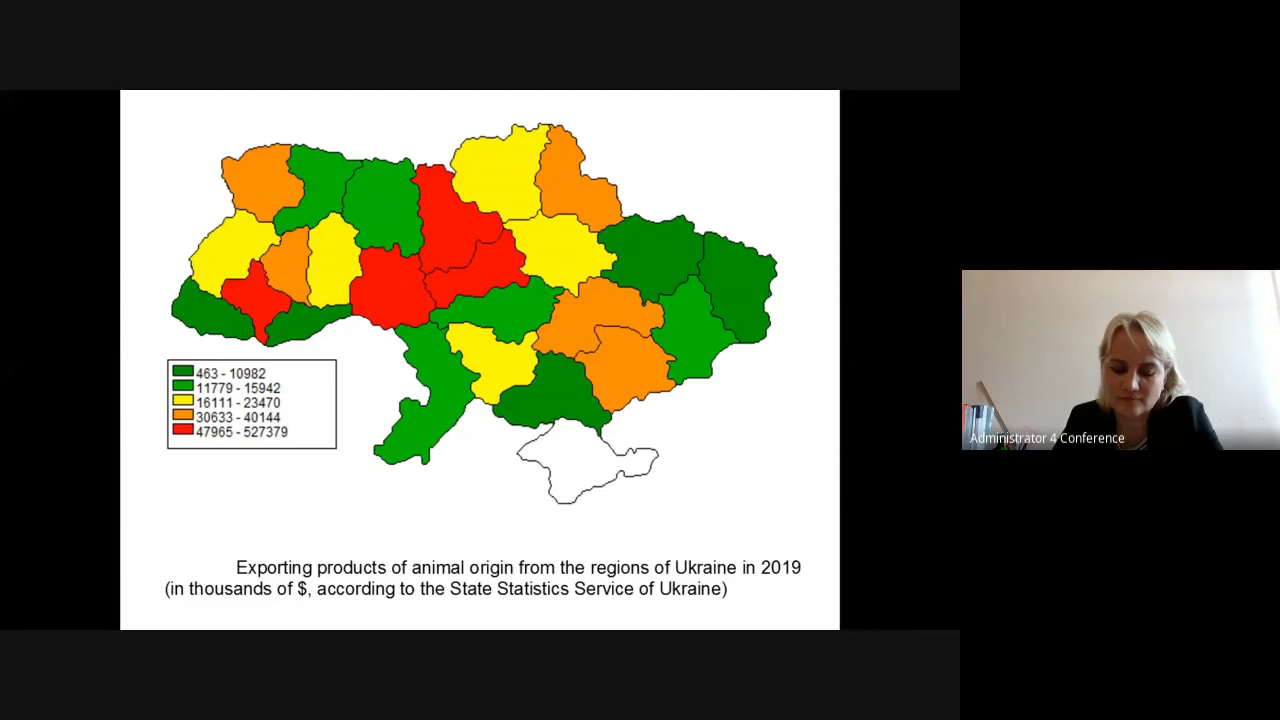 463 - 10982
11779 - 15942
16111 - 23470
30633 - 40144
47965 - 527379
Exporting products of animal origin from the regions of Ukraine in 2019
(in thousands of $, according to the State Statistics Service of Ukraine)
Administrator 4 Conference